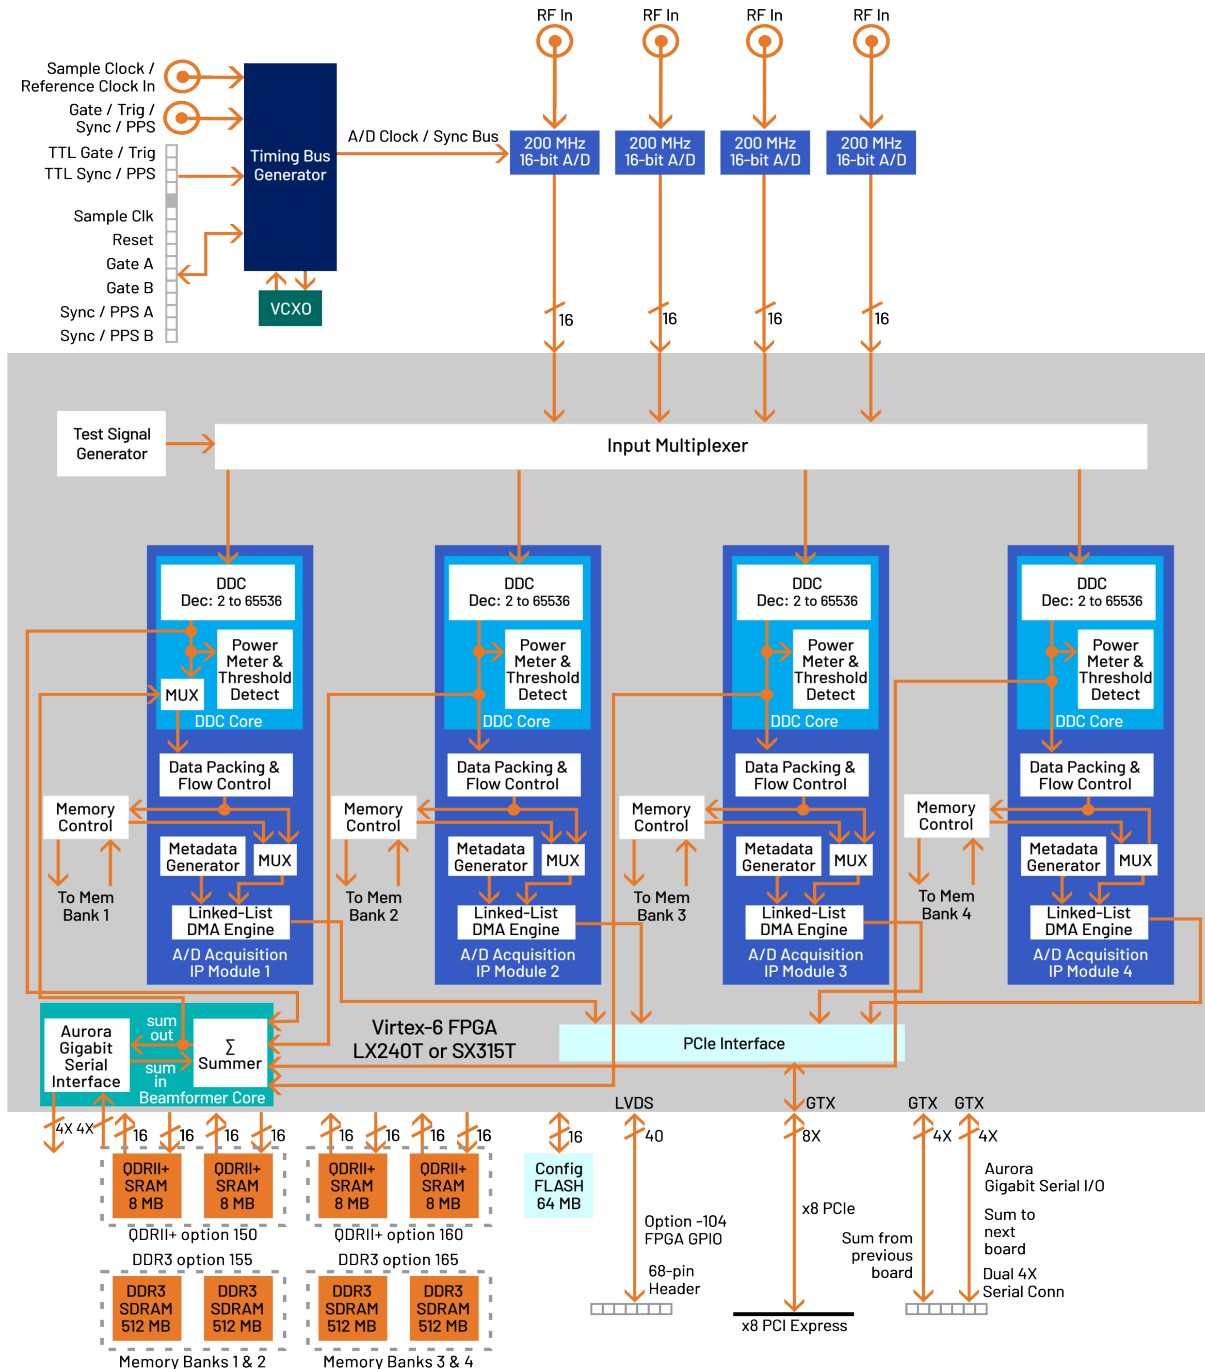 RF In
RF In
RF In
RF In
Sample Clock /
Reference Clock In
Gate / Trig /
Sync / PPS
TTL Gate / Trig
TTL Sync / PPS
Sample Clk
Reset
Gate A
Gate B
Sync / PPS A
Sync / PPS B
Timing Bus
Generator
VCXO
A/D Clock / Sync Bus
200 MHz
16-bit A/D
200 MHz
16-bit A/D
200 MHz
16-bit A/D
200 MHz
16-bit A/D
16
16
16
16
Test Signal
Generator
Input Multiplexer
DDC
Dec: 2 to 65536
Power
Meter &
Threshold
Detect
MUX
DDC Core
Data Packing &
Flow Control
Memory
Control
Metadata
Generator
MUX
To Mem
Bank 1
Linked-List
DMA Engine
A/D Acquisition
IP Module 1
DDC
Dec: 2 to 65536
Power
Meter &
Threshold
Detect
DDC Core
Data Packing &
Flow Control
Memory
Control
Metadata
Generator
MUX
To Mem
Bank 2
Linked-List
DMA Engine
A/D Acquisition
IP Module 2
DDC
Dec: 2 to 65536
Power
Meter &
Threshold
Detect
DDC Core
Data Packing &
Flow Control
Memory
Control
Metadata
Generator
MUX
To Mem
Bank 3
Linked-List
DMA Engine
A/D Acquisition
IP Module 3
DDC
Dec: 2 to 65536
Power
Meter &
Threshold
Detect
DDC Core
Data Packing &
Flow Control
Memory
Control
Metadata
Generator
MUX
To Mem
Bank 4
Linked-List
DMA Engine
A/D Acquisition
IP Module 4
Aurora
Gigabit
Serial
Interface
sum
out
sum
in
∑
Summer
Beamformer Core
Virtex-6 FPGA
LX240T or SX315T
PCIe Interface
LVDS
GTX
GTX
GTX
4X
4X
16
16
16
16
16
16
16
16
16
40
8X
4X
4X
QDRII+
SRAM
8 MB
QDRII+
SRAM
8 MB
QDRII+
SRAM
8 MB
QDRII+
SRAM
8 MB
Config
FLASH
64 MB
QDRII+ option 150
QDRII+ option 160
DDR3 option 155
DDR3 option 165
DDR3
SDRAM
512 MB
DDR3
SDRAM
512 MB
DDR3
SDRAM
512 MB
DDR3
SDRAM
512 MB
Memory Banks 1 & 2
Memory Banks 3 & 4
Option -104
FPGA GPIO
68-pin
Header
x8 PCIe
x8 PCI Express
Sum from
previous
board
Aurora
Gigabit Serial I/O
Sum to
next
board
Dual 4X
Serial Conn